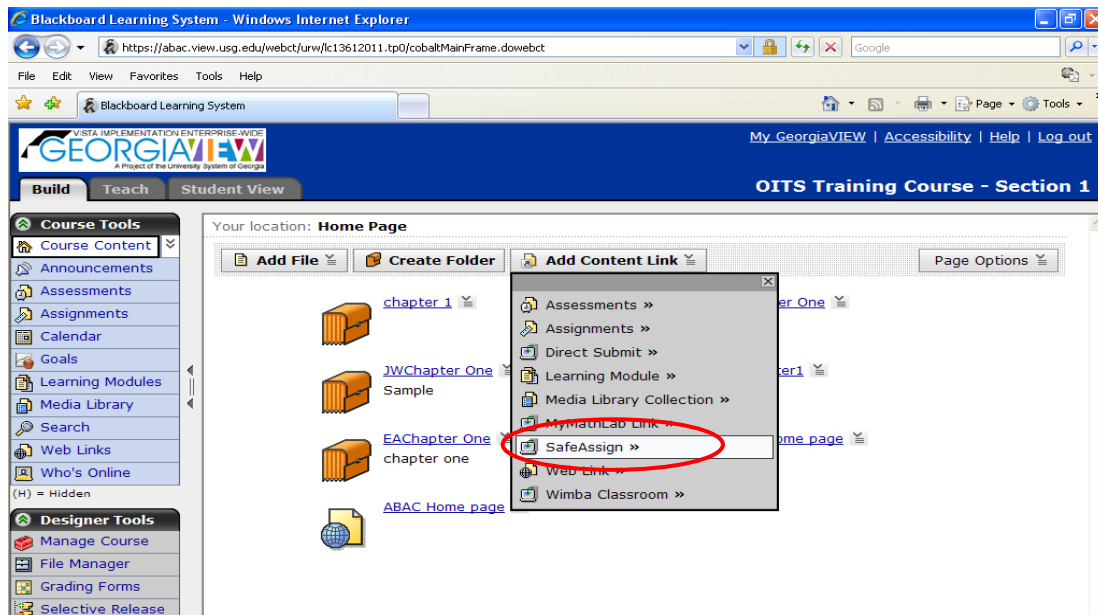 Blackboard Learning System - Windows Internet Explorer
https://abac.view.usg.edu/webct/urw/lc13612011.tp0/cobaltMainFrame.dowebct
Google
File Edit View Favorites Tools Help
Blackboard Learning System
Page Tools
VISTA IMPLEMENTATION ENTERPRISE-WIDE
GEORGIAVIEW
A Project of the University System of Georgia
My GeorgiaVIEW | Accessibility | Help | Log out
Build Teach Student View
OITS Training Course - Section 1
Course Tools
Course Content
Announcements
Assessments
Assignments
Calendar
Goals
Learning Modules
Media Library
Search
Web Links
Who's Online
(H) = Hidden
Designer Tools
Manage Course
File Manager
Grading Forms
Selective Release
Your location: Home Page
Add File Create Folder Add Content Link Page Options
chapter 1
JWChapter One
Sample
EAChapter One
chapter one
ABAC Home page
Assessments »
Assignments »
Direct Submit »
Learning Module »
Media Library Collection »
MyMathLab Link »
SafeAssign »
Web Link »
Wimba Classroom »
er One
ter1
ome page